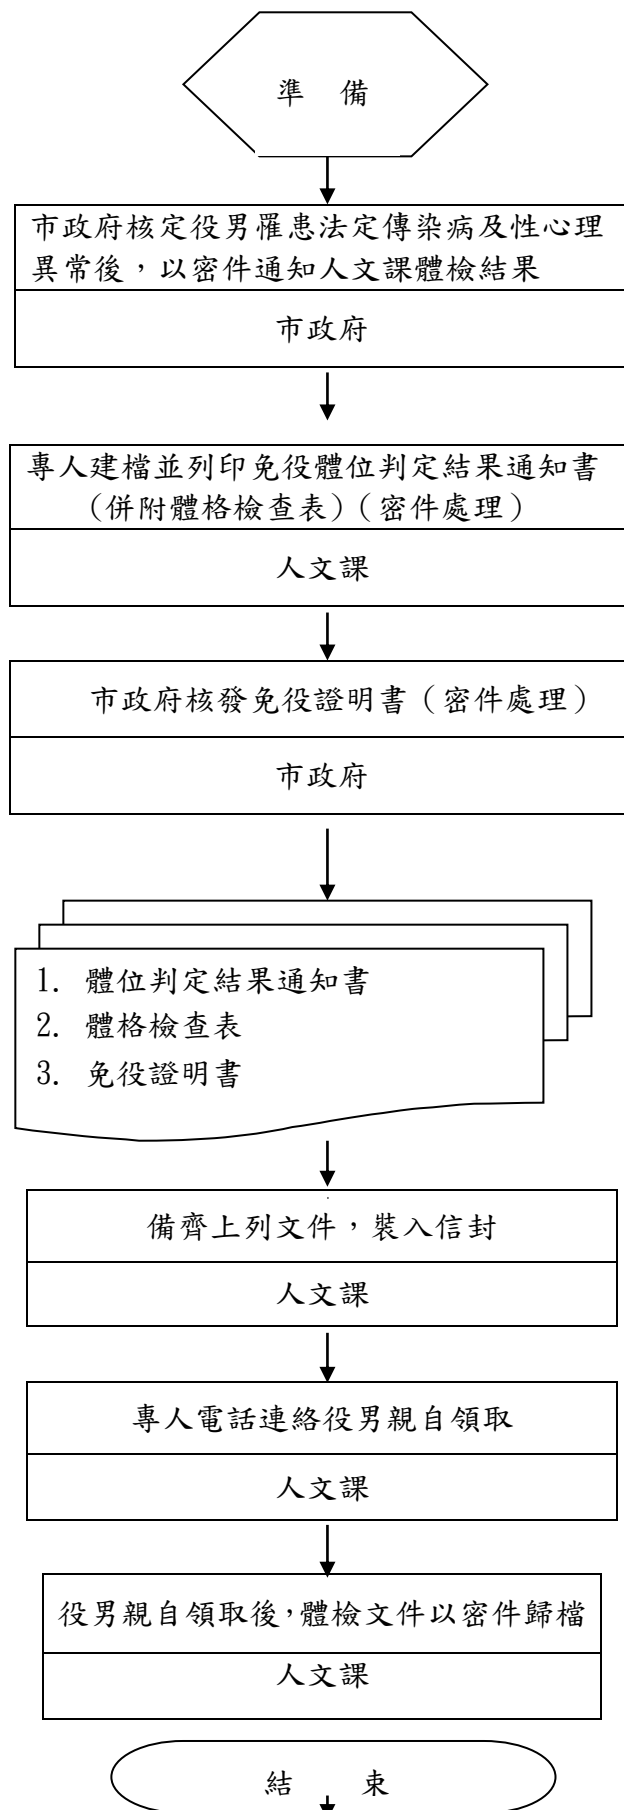 準 備
市政府核定役男罹患法定傳染病及性心理
異常後，以密件通知人文課體檢結果
市政府
專人建檔並列印免役體位判定結果通知書
(併附體格檢查表)（密件處理）
人文課
市政府核發免役證明書（密件處理）
市政府
1. 體位判定結果通知書
2. 體格檢查表
3. 免役證明書
備齊上列文件，裝入信封
人文課
專人電話連絡役男親自領取
人文課
役男親自領取後，體檢文件以密件歸檔
人文課
結 束